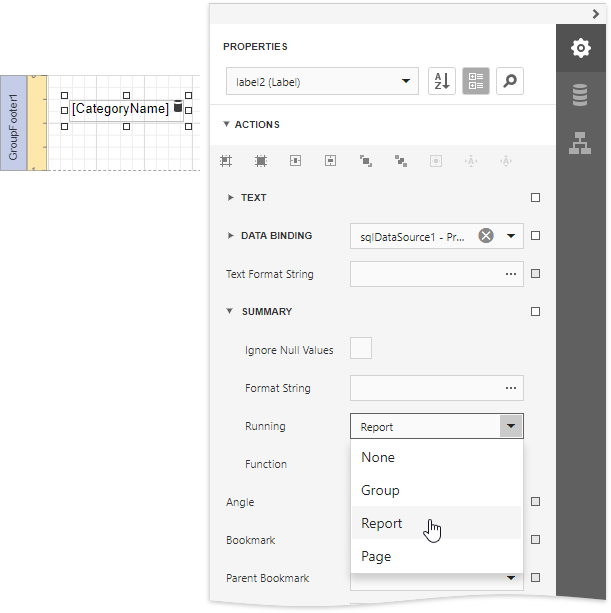 GroupFooter1
[CategoryName]
PROPERTIES
label2 (Label)
ACTIONS
TEXT
DATA BINDING
sqlDataSource1 - Pr...
Text Format String
SUMMARY
Ignore Null Values
Format String
Running
Report
Function
None
Group
Report
Page
Angle
Bookmark
Parent Bookmark